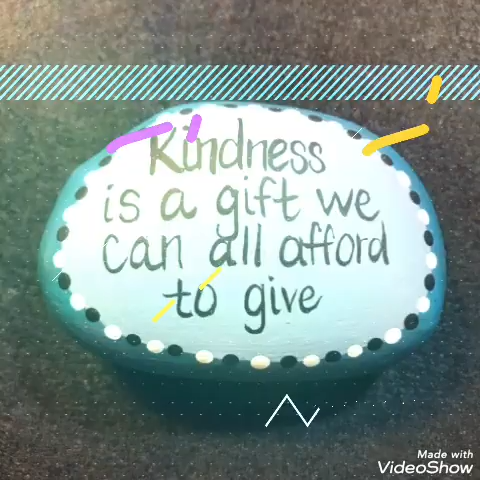 Kindness
is a gift we
can all afford
to give
Made with
VideoShow